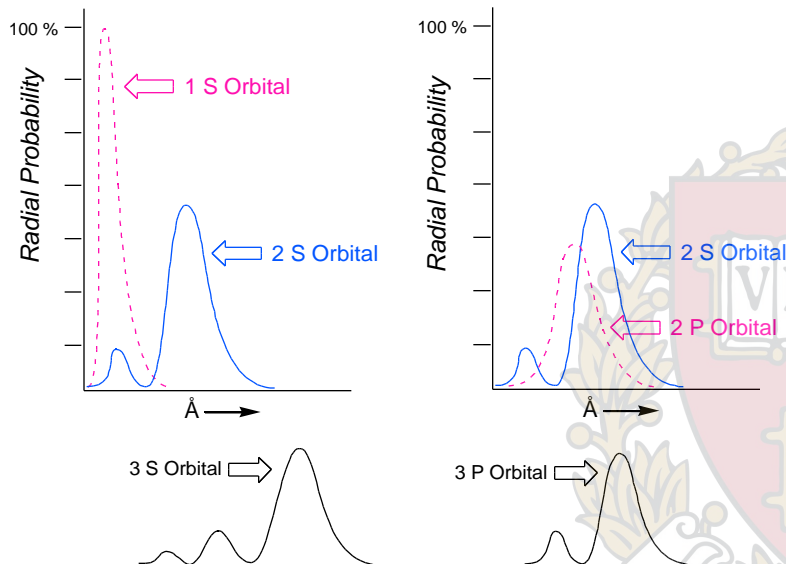 100 %
Radial Probability
1 S Orbital
2 S Orbital
Å
3 S Orbital
100 %
Radial Probability
2 S Orbital
2 P Orbital
Å
3 P Orbital
V